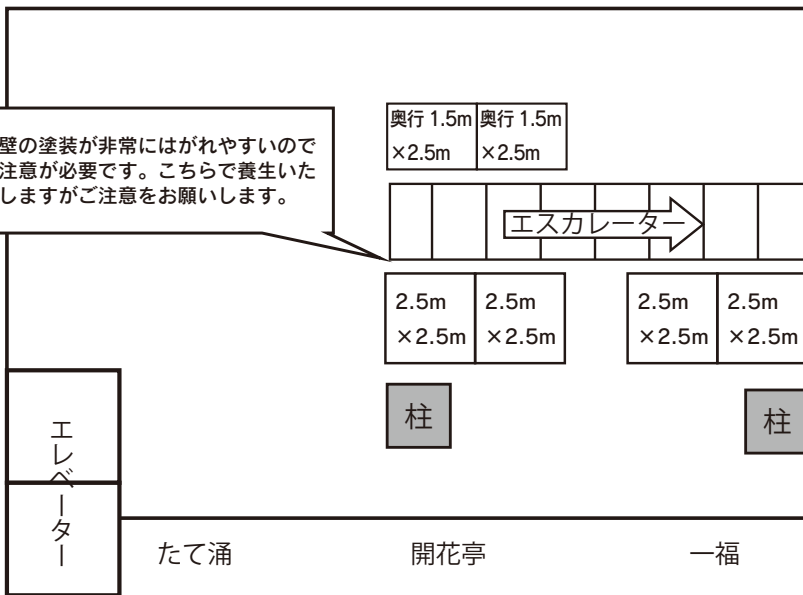 奥行 1.5m
×2.5m
奥行 1.5m
×2.5m
壁の塗装が非常にはがれやすいので
注意が必要です。こちらで養生いた
しますがご注意をお願いします。
エスカレーター
2.5m
×2.5m
2.5m
×2.5m
2.5m
×2.5m
2.5m
×2.5m
柱
柱
エレベーター
たて涌
開花亭
一福